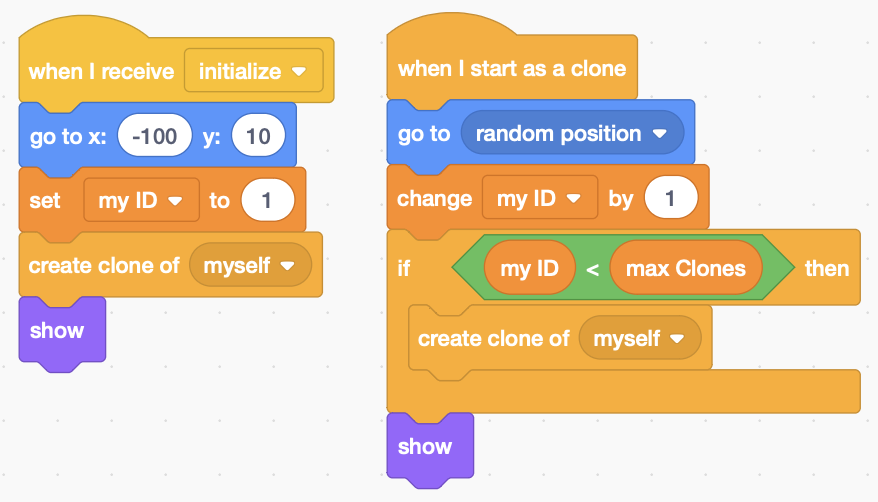 when I receive initialize
go to x: -100 y: 10
set my ID to 1
create clone of myself
show
when I start as a clone
go to random position
change my ID by 1
if my ID < max Clones then
create clone of myself
show